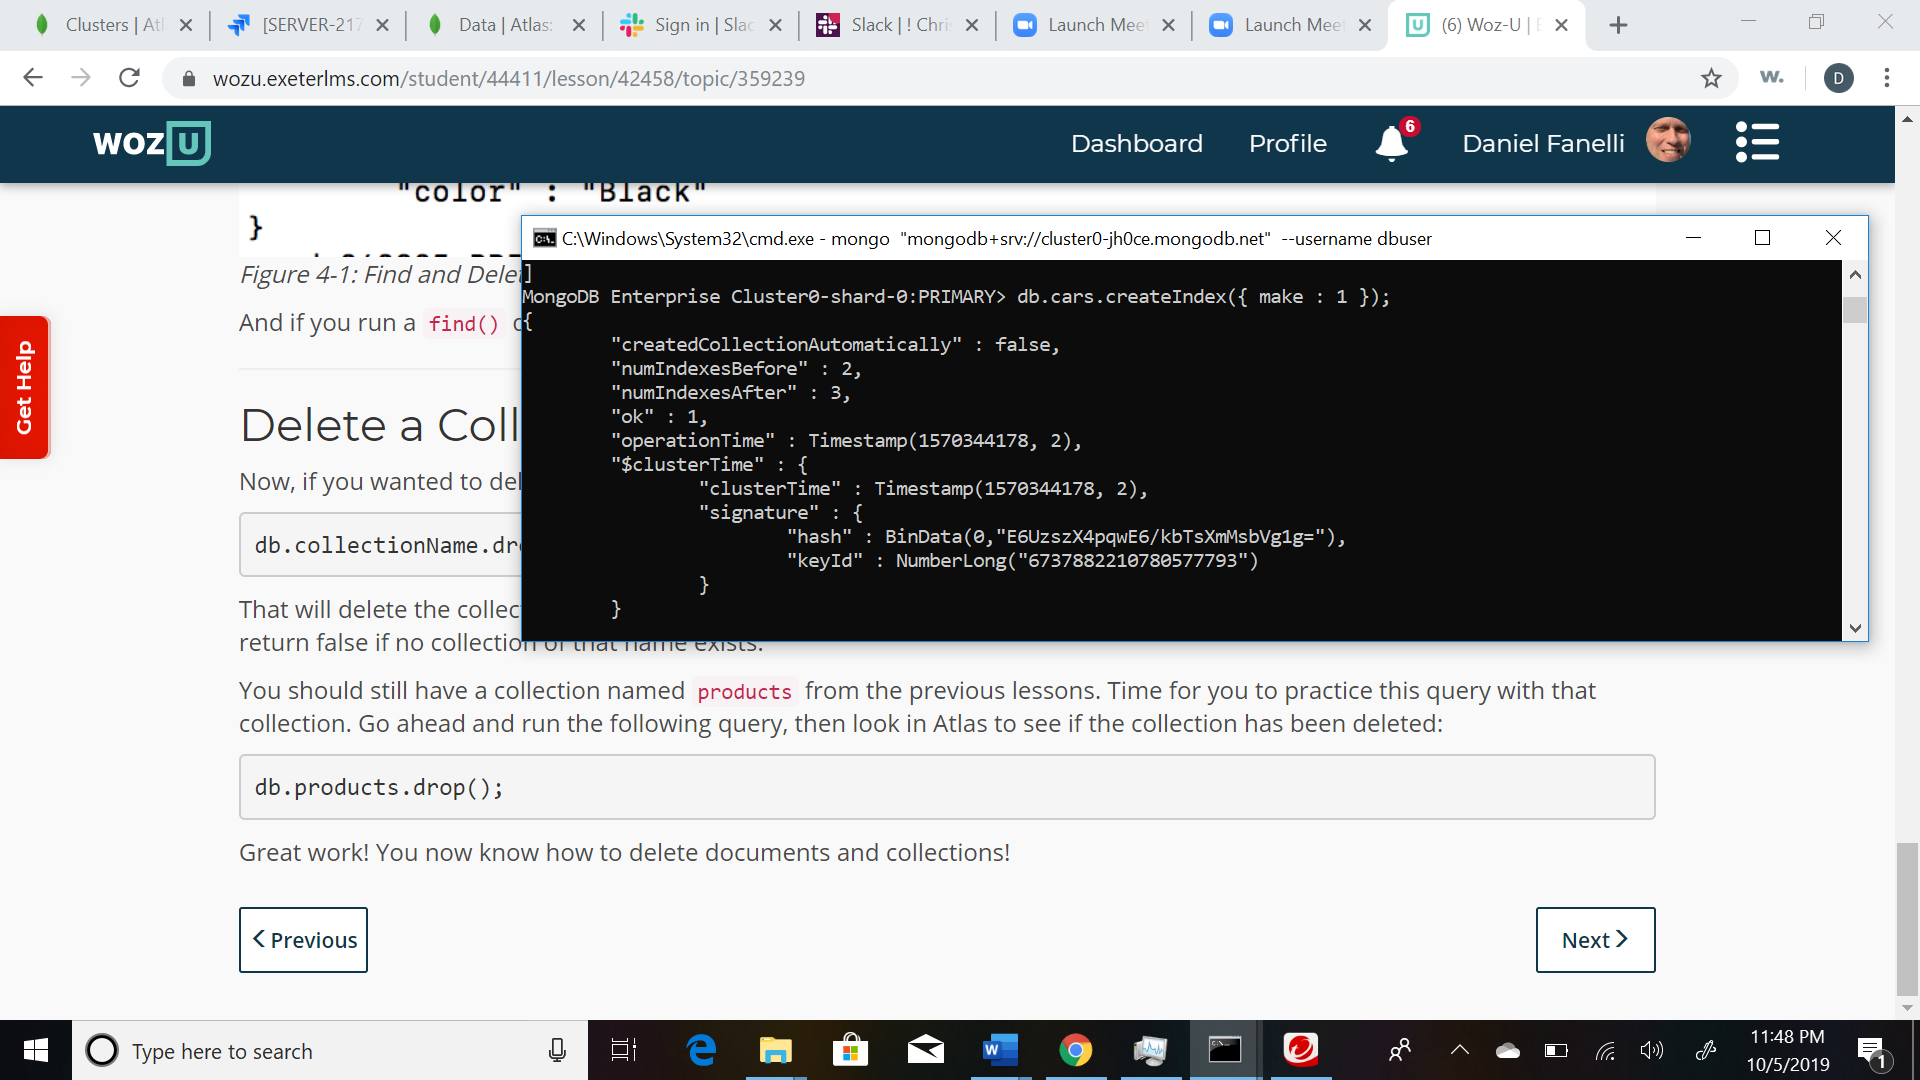 Clusters | Atl
[SERVER-217
Data | Atlas:
Sign in | Slac
Slack | ! Chris
Launch Meet
Launch Meet
(6) Woz-U | E
wozu.exeterlms.com/student/44411/lesson/42458/topic/359239
w.
D
WOZ U
Dashboard
Profile
6
Daniel Fanelli
"color" : "Black"
}
Figure 4-1: Find and Delet
And if you run a find()
Get Help
Delete a Coll
Now, if you wanted to del
db.collectionName.dro
That will delete the collec
return false if no collection of that name exists.
C:\Windows\System32\cmd.exe - mongo "mongodb+srv://cluster0-jh0ce.mongodb.net" --username dbuser
]
MongoDB Enterprise Cluster0-shard-0:PRIMARY> db.cars.createIndex({ make : 1 });
{
"createdCollectionAutomatically" : false,
"numIndexesBefore" : 2,
"numIndexesAfter" : 3,
"ok" : 1,
"operationTime" : Timestamp(1570344178, 2),
"$clusterTime" : {
"clusterTime" : Timestamp(1570344178, 2),
"signature" : {
"hash" : BinData(0,"E6UzszX4pqwE6/kbTsXmMsbVg1g="),
"keyId" : NumberLong("6737882210780577793")
}
}
You should still have a collection named products from the previous lessons. Time for you to practice this query with that
collection. Go ahead and run the following query, then look in Atlas to see if the collection has been deleted:
db.products.drop();
Great work! You now know how to delete documents and collections!
Previous
Next
Type here to search
11:48 PM
10/5/2019
1